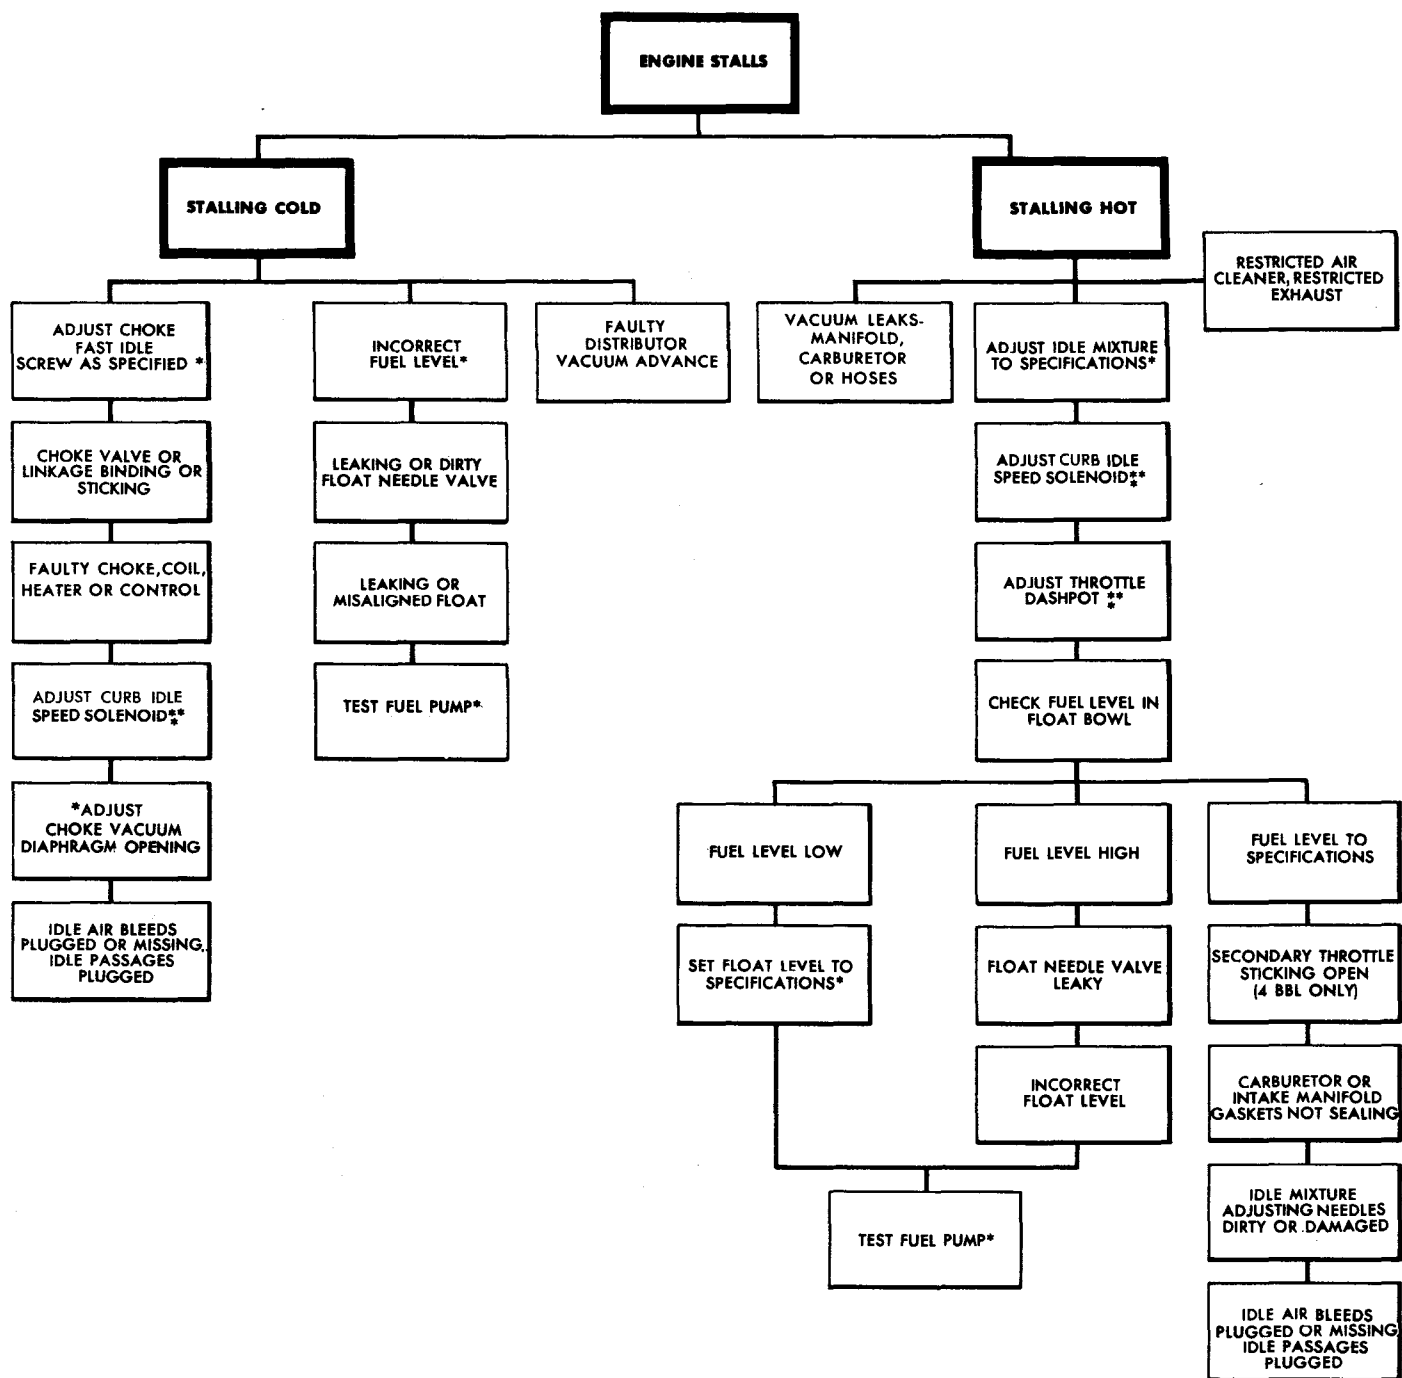 ENGINE STALLS
STALLING COLD
STALLING HOT
RESTRICTED AIR
CLEANER, RESTRICTED
EXHAUST
ADJUST CHOKE
FAST IDLE
SCREW AS SPECIFIED *
INCORRECT
FUEL LEVEL*
FAULTY
DISTRIBUTOR
VACUUM ADVANCE
VACUUM LEAKS-
MANIFOLD,
CARBURETOR
OR HOSES
ADJUST IDLE MIXTURE
TO SPECIFICATIONS*
CHOKE VALVE OR
LINKAGE BINDING OR
STICKING
LEAKING OR DIRTY
FLOAT NEEDLE VALVE
ADJUST CURB IDLE
SPEED SOLENOID***
FAULTY CHOKE, COIL,
HEATER OR CONTROL
LEAKING OR
MISALIGNED FLOAT
ADJUST THROTTLE
DASHPOT ***
ADJUST CURB IDLE
SPEED SOLENOID***
TEST FUEL PUMP*
CHECK FUEL LEVEL IN
FLOAT BOWL
*ADJUST
CHOKE VACUUM
DIAPHRAGM OPENING
FUEL LEVEL LOW
FUEL LEVEL HIGH
FUEL LEVEL TO
SPECIFICATIONS
IDLE AIR BLEEDS
PLUGGED OR MISSING,
IDLE PASSAGES
PLUGGED
SET FLOAT LEVEL TO
SPECIFICATIONS*
FLOAT NEEDLE VALVE
LEAKY
SECONDARY THROTTLE
STICKING OPEN
(4 BBL ONLY)
INCORRECT
FLOAT LEVEL
CARBURETOR OR
INTAKE MANIFOLD
GASKETS NOT SEALING
TEST FUEL PUMP*
IDLE MIXTURE
ADJUSTING NEEDLES
DIRTY OR DAMAGED
IDLE AIR BLEEDS
PLUGGED OR MISSING
IDLE PASSAGES
PLUGGED